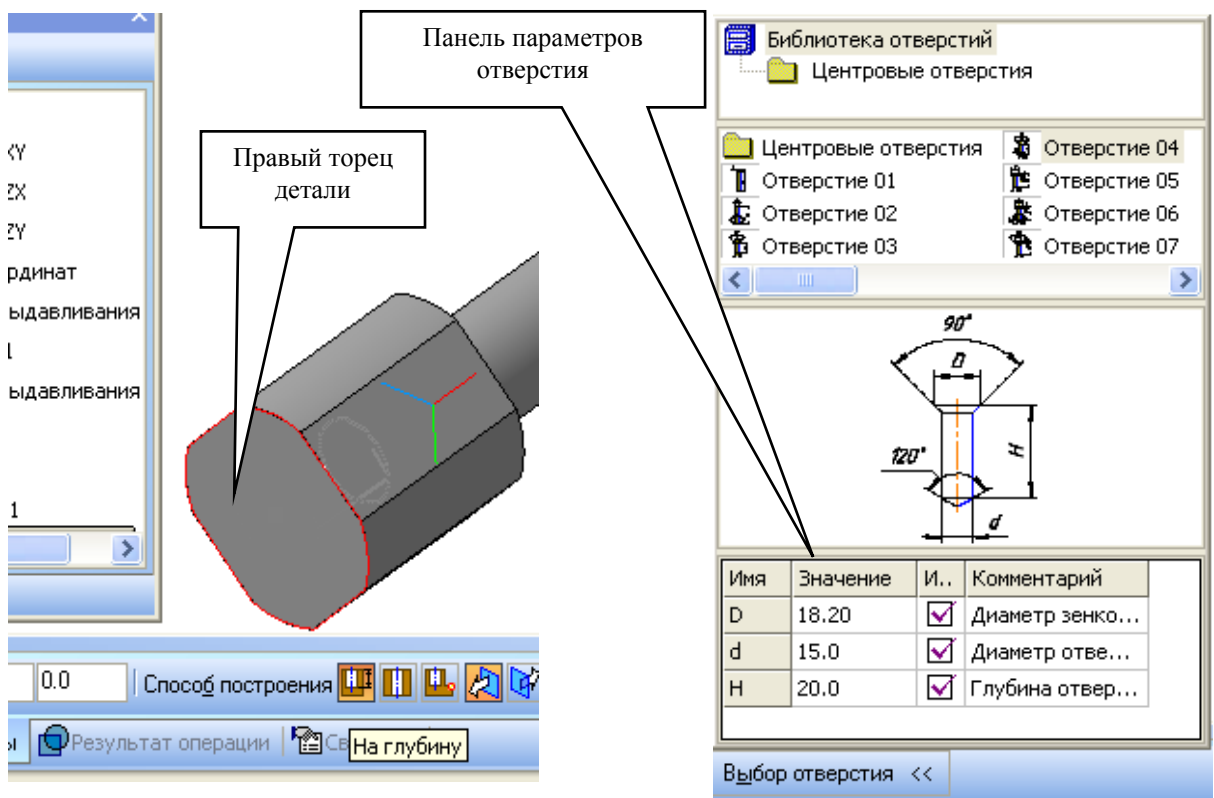 Панель параметров
отверстия
Правый торец
детали
XY
ZX
ZY
рдинат
ыдавливания
1
ыдавливания
1
0.0
Способ построения
ы
Результат операции
Св
На глубину
Библиотека отверстий
Центровые отверстия
Центровые отверстия
Отверстие 04
Отверстие 01
Отверстие 05
Отверстие 02
Отверстие 06
Отверстие 03
Отверстие 07
90°
D
120°
H
d
Имя Значение И.. Комментарий
D 18.20 Диаметр зенко...
d 15.0 Диаметр отве...
H 20.0 Глубина отвер...
Выбор отверстия <<